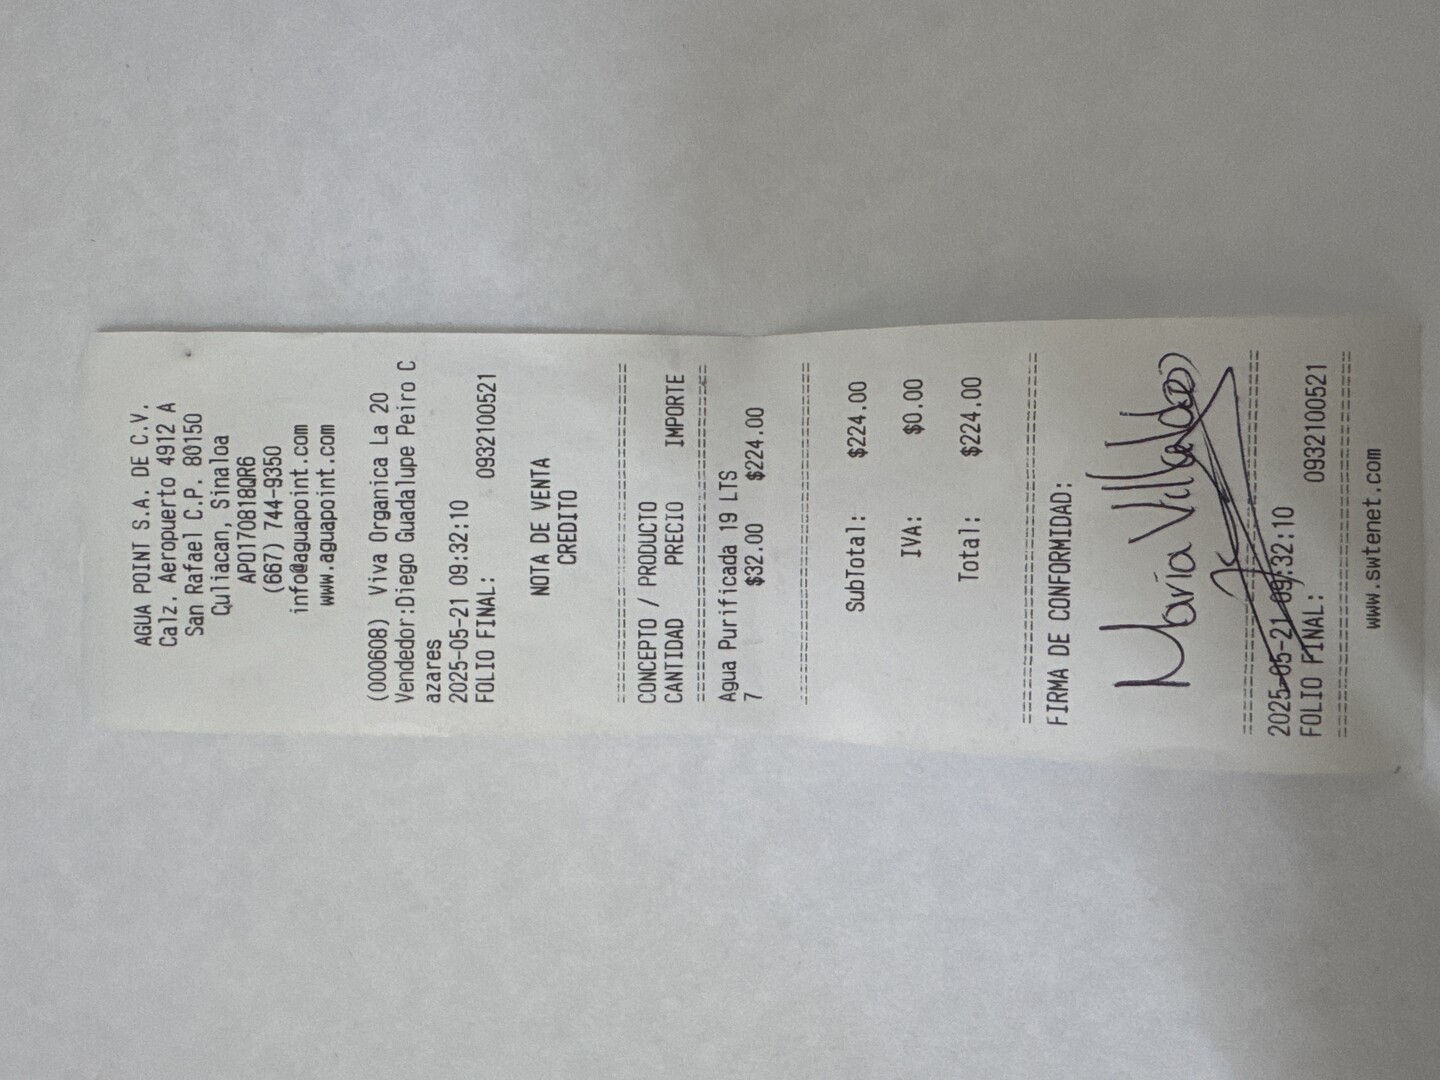 AGUA POINT S.A. DE C.V.
Calz. Aeropuerto 4912 A
San Rafael C.P. 80150
Culiacan, Sinaloa
APO170818QR6
(667) 744-9350
info@aguapoint.com
www.aguapoint.com
(000608) Viva Organica La 20
Vendedor:Diego Guadalupe Peiro C
azares
2025-05-21 09:32:10
FOLIO FINAL: 0932100521
NOTA DE VENTA
CREDITO
================================
CONCEPTO / PRODUCTO
CANTIDAD PRECIO IMPORTE
================================
Agua Purificada 19 LTS
7 $32.00 $224.00
--------------------------------
SubTotal: $224.00
IVA: $0.00
Total: $224.00
================================
FIRMA DE CONFORMIDAD:
Maria Villalda
================================
2025-05-21 09:32:10
FOLIO FINAL: 0932100521
================================
www.swtenet.com